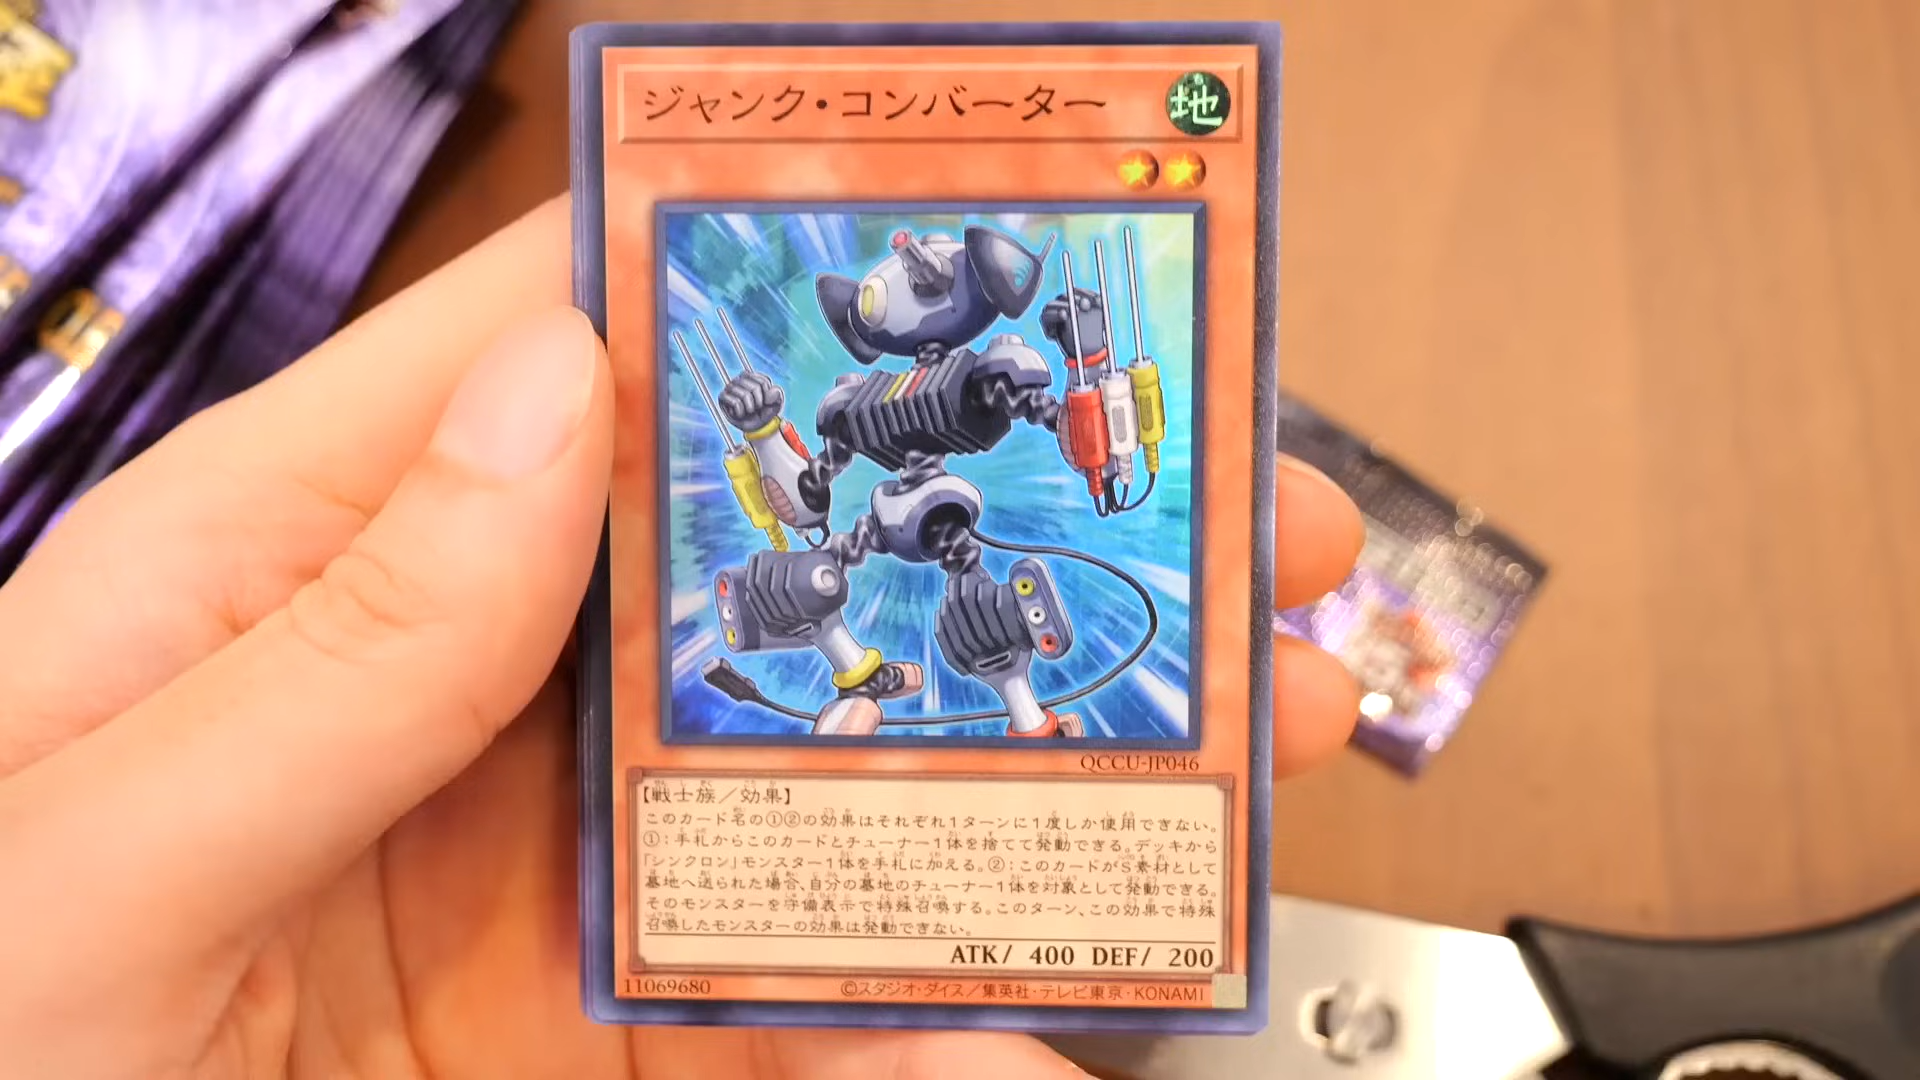 ジャンク・コンバーター
地
QCCU-JP046
【戦士族／効果】
このカード名の①②の効果はそれぞれ1ターンに1度しか使用できない。
①：手札からこのカードとチューナー1体を捨てて発動できる。デッキから
「シンクロン」モンスター1体を手札に加える。②：このカードがS素材として
墓地へ送られた場合、自分の墓地のチューナー1体を対象として発動できる。
そのモンスターを守備表示で特殊召喚する。このターン、この効果で特殊
召喚したモンスターの効果は発動できない。
ATK/ 400 DEF/ 200
11069680 ©スタジオ・ダイス／集英社・テレビ東京・KONAMI